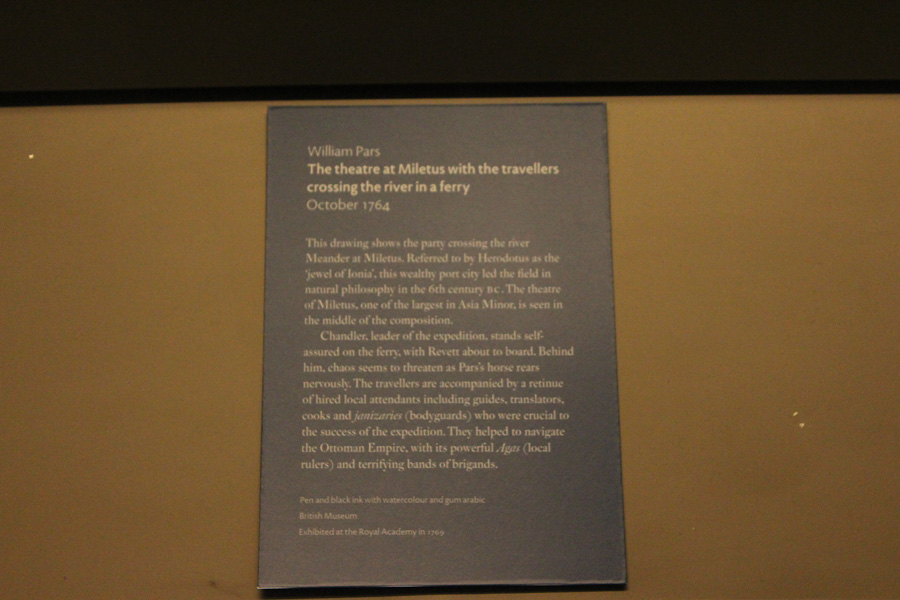 William Pars
The theatre at Miletus with the travellers
crossing the river in a ferry
October 1764
This drawing shows the party crossing the river
Meander at Miletus. Referred to by Herodotus as the
'jewel of Ionia', this wealthy port city led the field in
natural philosophy in the 6th century BC. The theatre
of Miletus, one of the largest in Asia Minor, is seen in
the middle of the composition.
Chandler, leader of the expedition, stands self-
assured on the ferry, with Revett about to board. Behind
him, chaos seems to threaten as Pars's horse rears
nervously. The travellers are accompanied by a retinue
of hired local attendants including guides, translators,
cooks and janizaries (bodyguards) who were crucial to
the success of the expedition. They helped to navigate
the Ottoman Empire, with its powerful Agas (local
rulers) and terrifying bands of brigands.
Pen and black ink with watercolour and gum arabic
British Museum
Exhibited at the Royal Academy in 1769